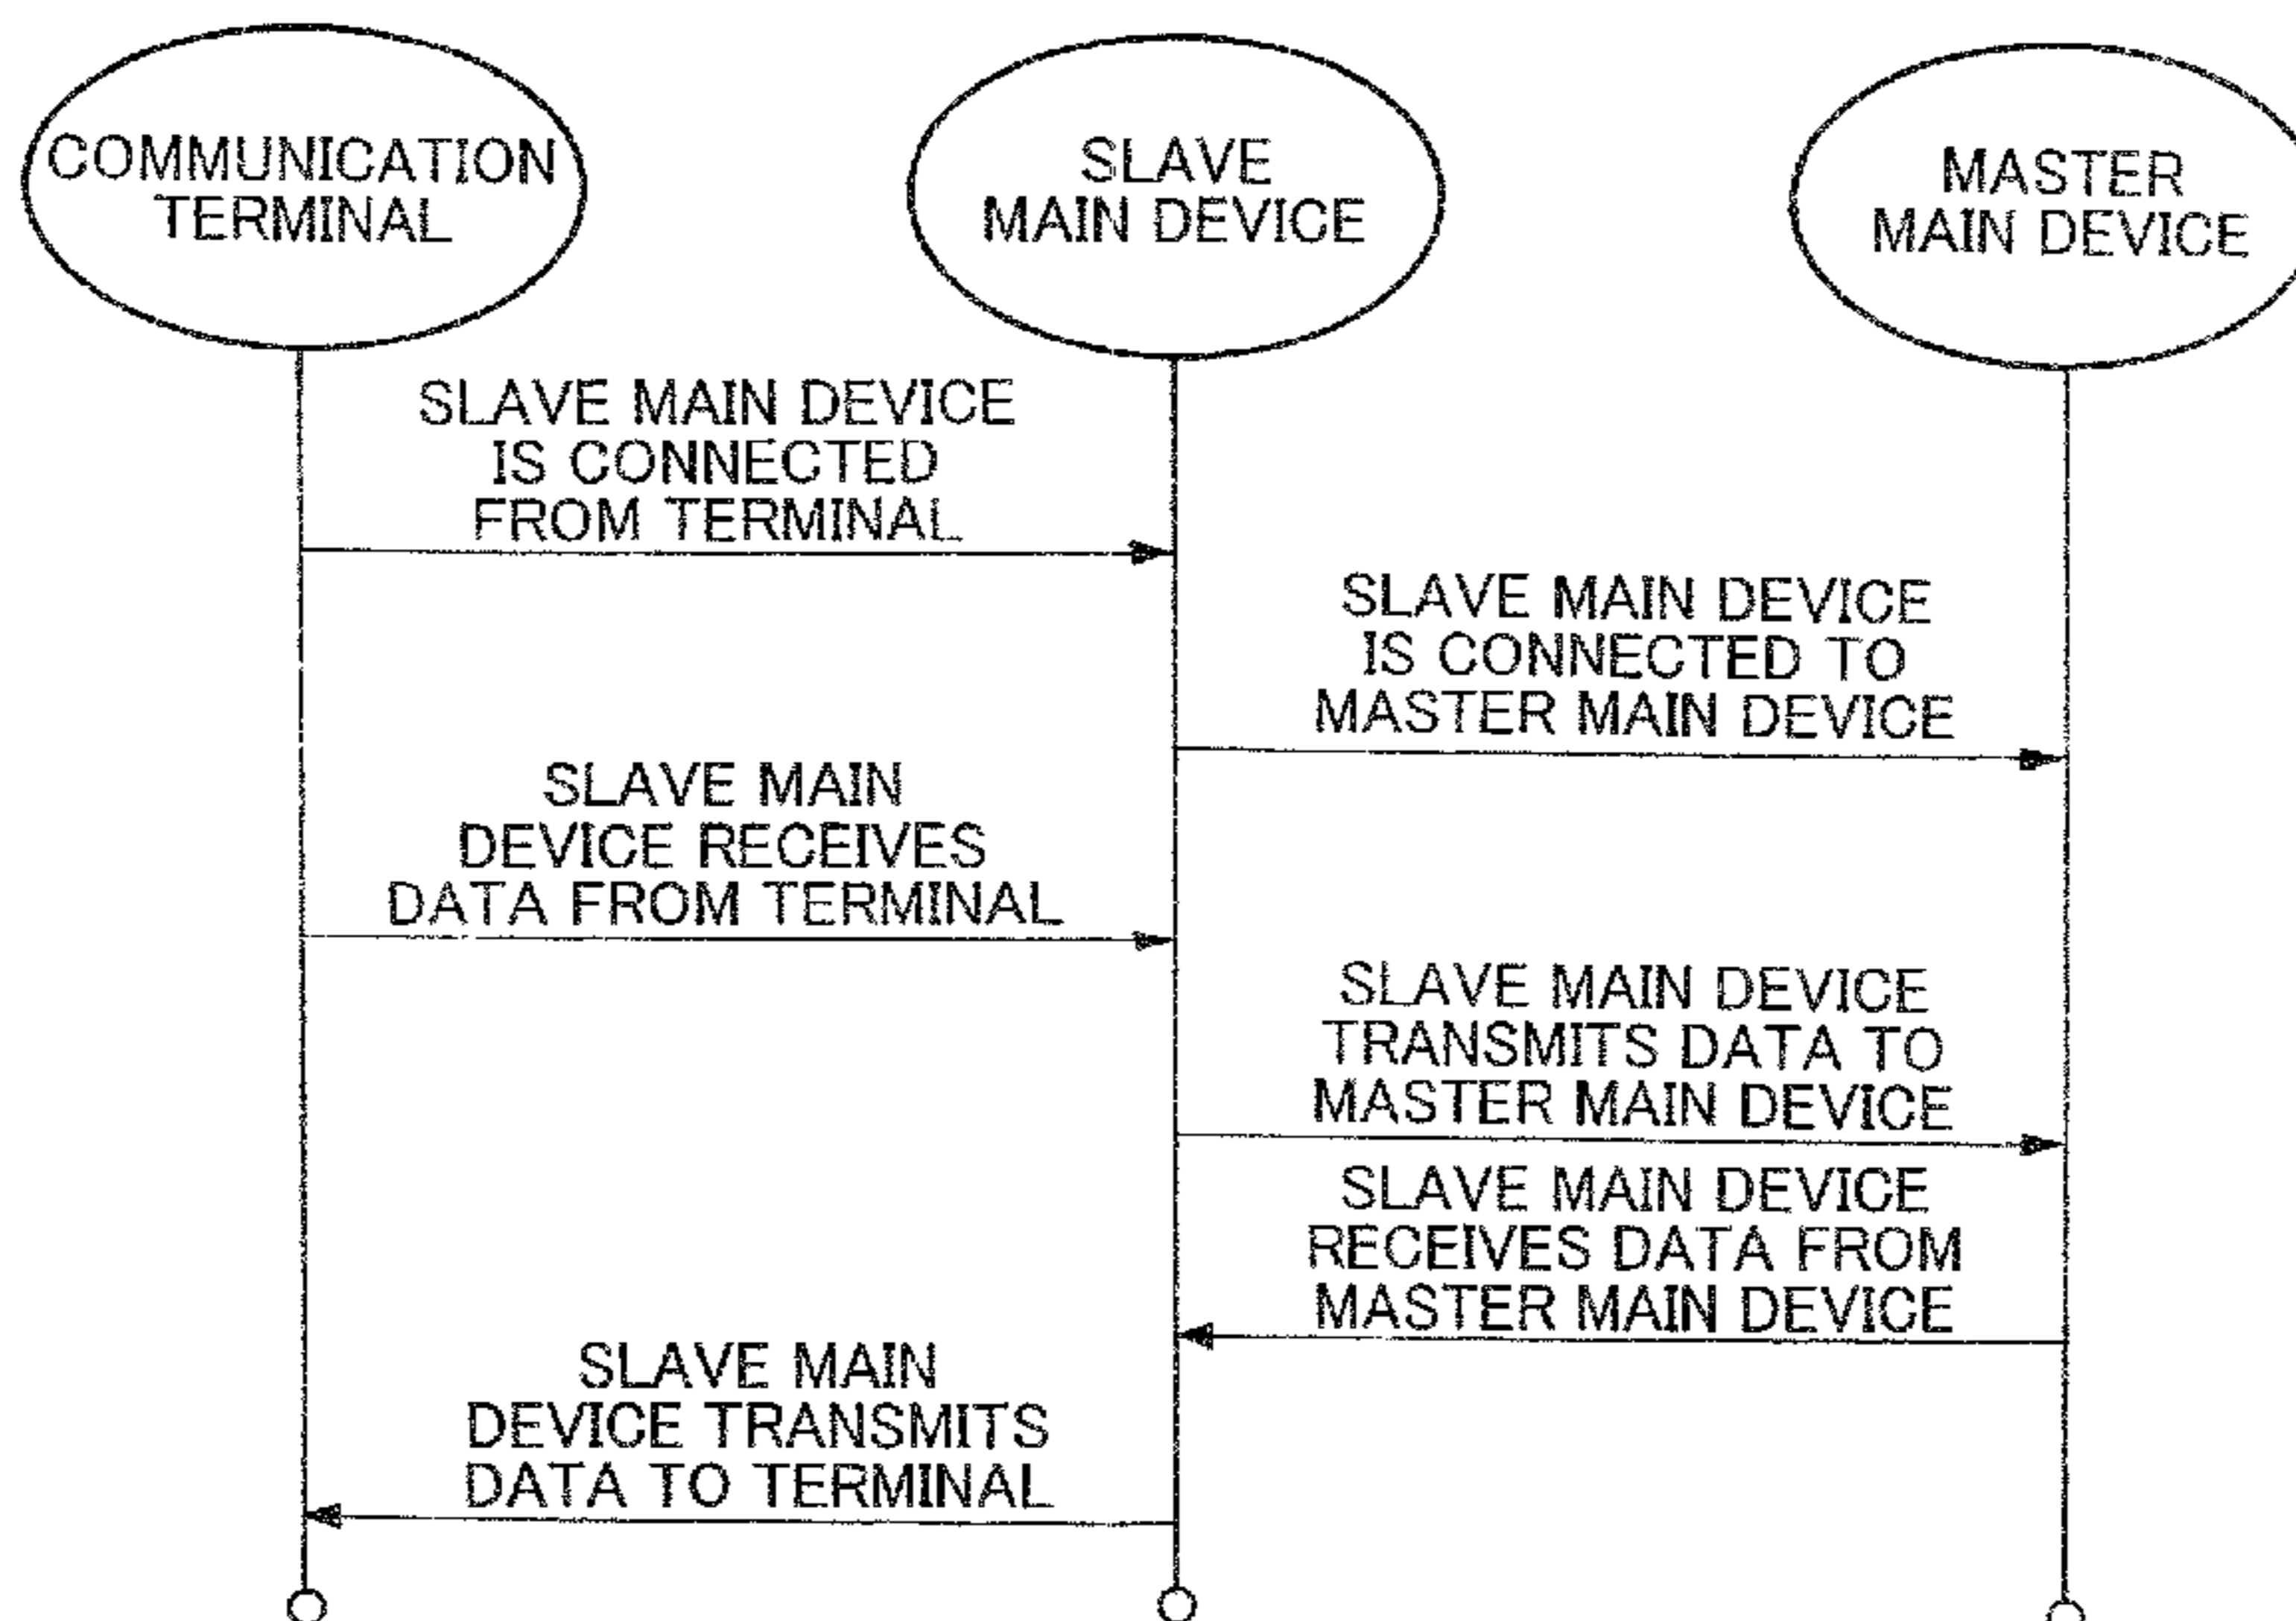 COMMUNICATION
TERMINAL
SLAVE
MAIN DEVICE
MASTER
MAIN DEVICE
SLAVE MAIN DEVICE
IS CONNECTED
FROM TERMINAL
SLAVE MAIN DEVICE
IS CONNECTED TO
MASTER MAIN DEVICE
SLAVE MAIN
DEVICE RECEIVES
DATA FROM TERMINAL
SLAVE MAIN DEVICE
TRANSMITS DATA TO
MASTER MAIN DEVICE
SLAVE MAIN DEVICE
RECEIVES DATA FROM
MASTER MAIN DEVICE
SLAVE MAIN
DEVICE TRANSMITS
DATA TO TERMINAL